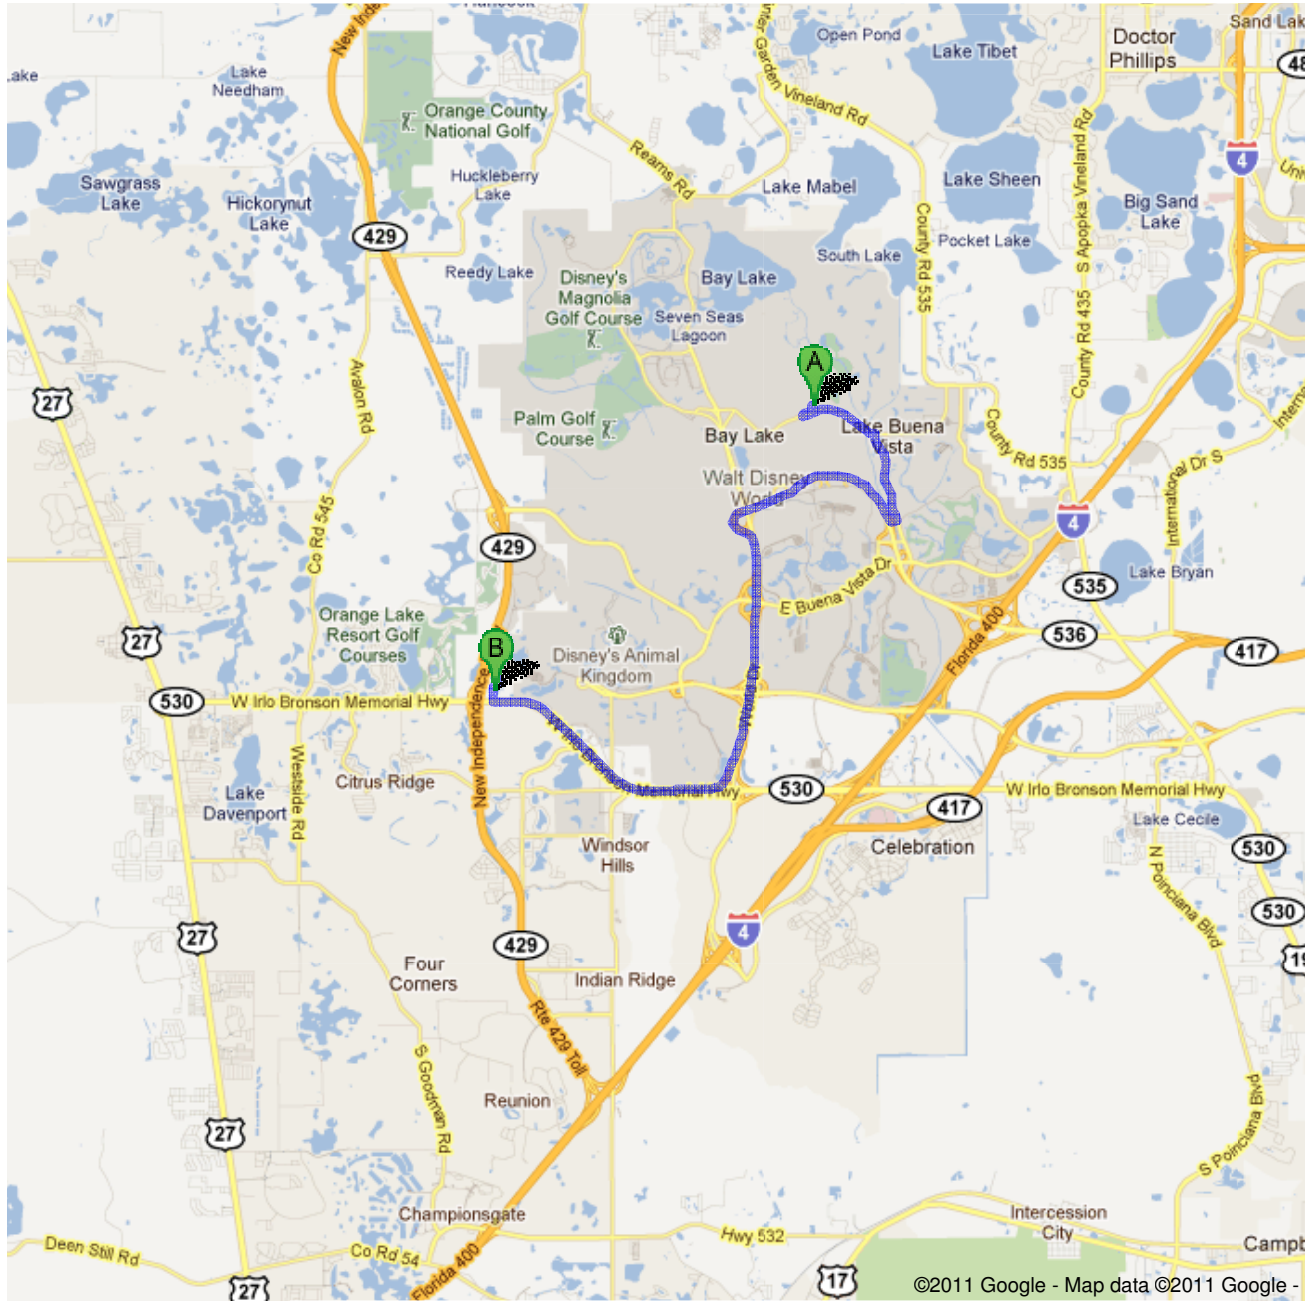 Open Pond
Lake Tibet
Doctor
Phillips
Sand Lak
Lake
Needham
Orange County
National Golf
Garden Vineland Rd
4
Sawgrass
Lake
Hickorynut
Lake
Huckleberry
Lake
Reams Rd
Lake Mabel
Lake Sheen
Big Sand
Lake
S Apopka Vineland Rd
429
Reedy Lake
Disney's
Magnolia
Golf Course
Bay Lake
South Lake
Pocket Lake
County Rd 535
County Rd 435
Seven Seas
Lagoon
A
27
Avalon Rd
Palm Golf
Course
Bay Lake
Lake Buena
Vista
County Rd 535
International Dr S
Walt Disney
World
Co Rd 545
4
429
E Buena Vista Dr
Lake Bryan
535
Orange Lake
Resort Golf
Courses
27
B
Disney's Animal
Kingdom
Florida 400
536
417
530
W Irlo Bronson Memorial Hwy
New Independence
Citrus Ridge
Westside Rd
Lake
Davenport
Memorial Hwy
530
W Irlo Bronson Memorial Hwy
417
Lake Cecile
Windsor
Hills
Celebration
530
N Poinciana Blvd
27
429
4
530
Four
Corners
Indian Ridge
Rte 429 Toll
S Goodman Rd
Reunion
27
S Poinciana Blvd
Championsgate
Intercession
City
Deen Still Rd
Co Rd 54
Florida 400
Hwy 532
Campb
27
17
©2011 Google - Map data ©2011 Google -